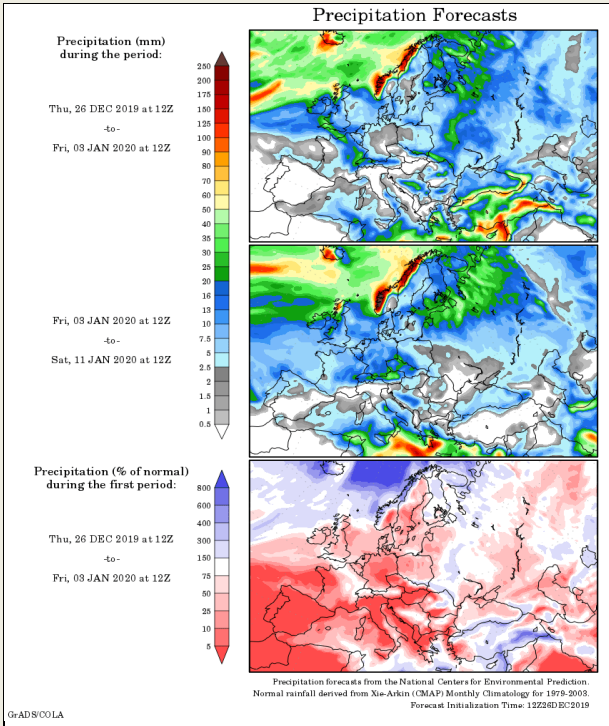 Precipitation Forecasts
Precipitation (mm)
during the period:
Thu, 26 DEC 2019 at 12Z
-to-
Fri, 03 JAN 2020 at 12Z
250
200
175
150
125
100
90
80
70
60
50
40
35
30
25
20
16
13
10
7.5
5
2.5
2
1.5
1
0.5
Fri, 03 JAN 2020 at 12Z
-to-
Sat, 11 JAN 2020 at 12Z
Precipitation (% of normal)
during the first period:
Thu, 26 DEC 2019 at 12Z
-to-
Fri, 03 JAN 2020 at 12Z
800
600
400
300
150
75
50
25
10
5
Precipitation forecasts from the National Centers for Environmental Prediction.
Normal rainfall derived from Xie-Arkin (CMAP) Monthly Climatology for 1979-2003.
Forecast Initialization Time: 12Z26DEC2019
GrADS/COLA